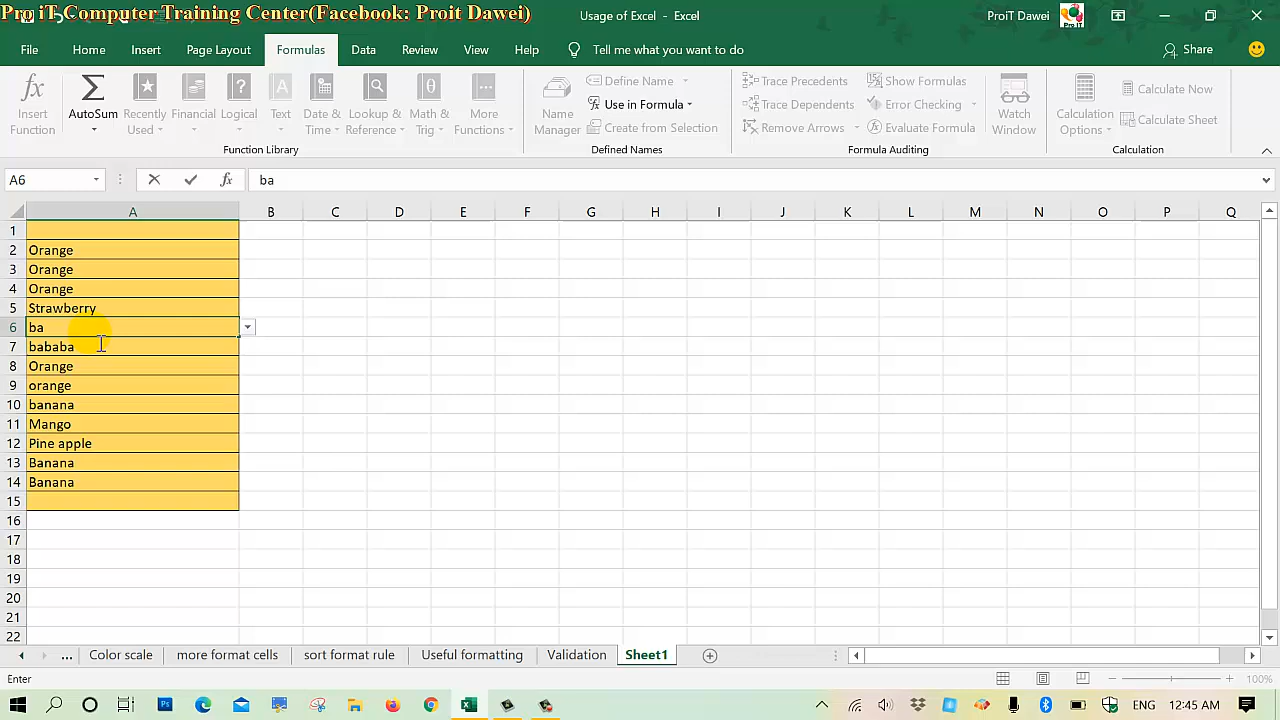 Pro iT Computer Training Center(Facebook: Proit Dawei)
Usage of Excel - Excel
ProiT Dawei
File Home Insert Page Layout Formulas Data Review View Help Tell me what you want to do Share
Insert Function
AutoSum
Recently Used
Financial
Logical
Text
Date & Time
Lookup & Reference
Math & Trig
More Functions
Function Library
Name Manager
Define Name
Use in Formula
Create from Selection
Defined Names
Trace Precedents
Trace Dependents
Remove Arrows
Show Formulas
Error Checking
Evaluate Formula
Formula Auditing
Watch Window
Calculation Options
Calculate Now
Calculate Sheet
Calculation
A6 fx ba
A B C D E F G H I J K L M N O P Q
1
2 Orange
3 Orange
4 Orange
5 Strawberry
6 ba
7 bababa
8 Orange
9 orange
10 banana
11 Mango
12 Pine apple
13 Banana
14 Banana
15
16
17
18
19
20
21
22
... Color scale more format cells sort format rule Useful formatting Validation Sheet1
Enter 100%
ENG 12:45 AM